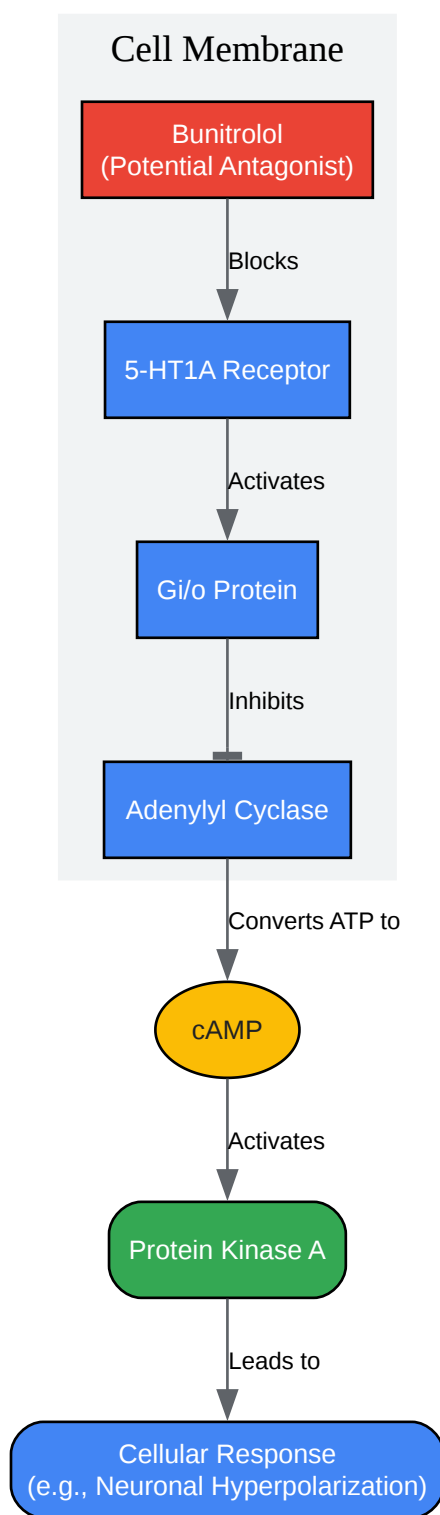 Cell Membrane
Bunitrolol
(Potential Antagonist)
Blocks
5-HT1A Receptor
Activates
Gi/o Protein
Inhibits
Adenylyl Cyclase
Converts ATP to
cAMP
Activates
Protein Kinase A
Leads to
Cellular Response
(e.g., Neuronal Hyperpolarization)